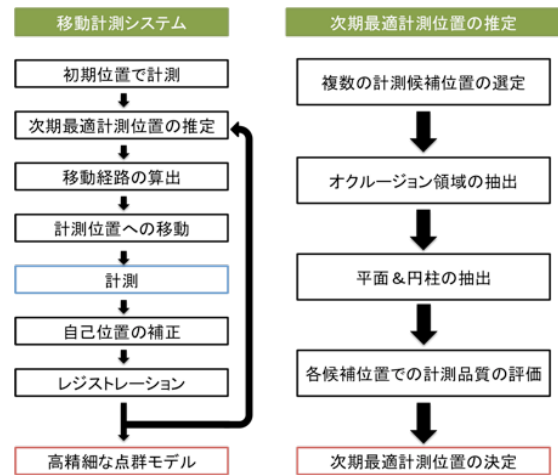 移動計測システム
初期位置で計測
次期最適計測位置の推定
移動経路の算出
計測位置への移動
計測
自己位置の補正
レジストレーション
高精細な点群モデル
次期最適計測位置の推定
複数の計測候補位置の選定
オクルージョン領域の抽出
平面＆円柱の抽出
各候補位置での計測品質の評価
次期最適計測位置の決定